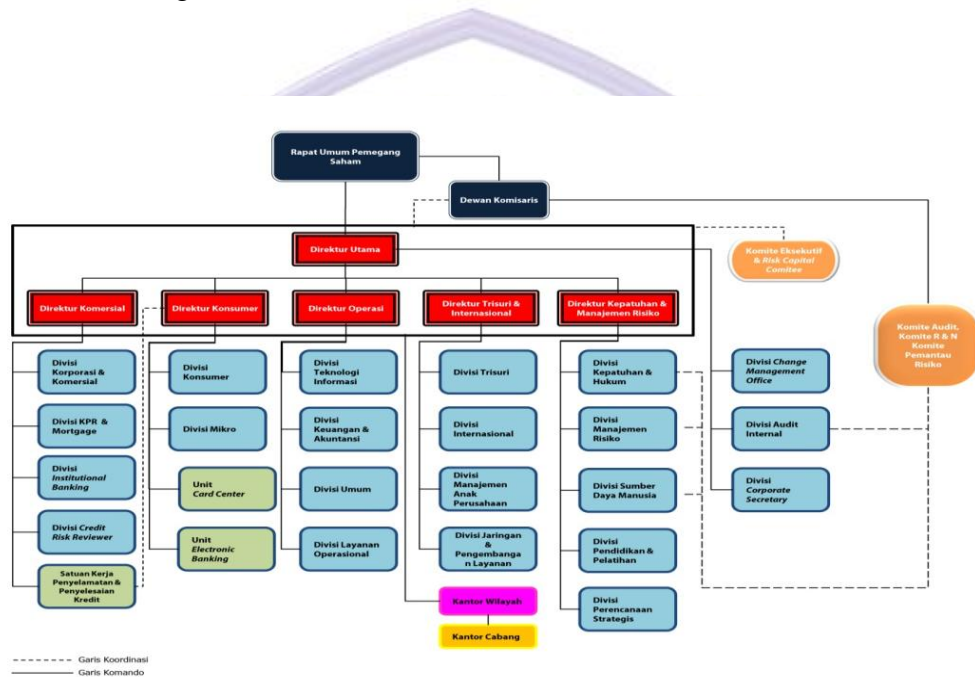 Rapat Umum Pemegang
Saham
Dewan Komisaris
Direktur Utama
Komite Eksekutif
& Risk Capital
Comitee
Direktur Komersial
Direktur Konsumer
Direktur Operasi
Direktur Trisuri &
Internasional
Direktur Kepatuhan &
Manajemen Risiko
Komite Audit,
Komite R & N
Komite
Pemantau
Risiko
Divisi
Korporasi &
Komersial
Divisi
Konsumer
Divisi
Teknologi
Informasi
Divisi Trisuri
Divisi
Kepatuhan &
Hukum
Divisi Change
Management
Office
Divisi KPR &
Mortgage
Divisi Mikro
Divisi
Keuangan &
Akuntansi
Divisi
Internasional
Divisi
Manajemen
Risiko
Divisi Audit
Internal
Divisi
Institutional
Banking
Unit
Card Center
Divisi Umum
Divisi
Manajemen
Anak
Perusahaan
Divisi Sumber
Daya Manusia
Divisi
Corporate
Secretary
Divisi Credit
Risk Reviewer
Unit
Electronic
Banking
Divisi Layanan
Operasional
Divisi Jaringan
&
Pengembanga
n Layanan
Divisi
Pendidikan &
Pelatihan
Satuan Kerja
Penyelamatan &
Penyelesaian
Kredit
Kantor Wilayah
Divisi
Perencanaan
Strategis
Kantor Cabang
Garis Koordinasi
Garis Komando